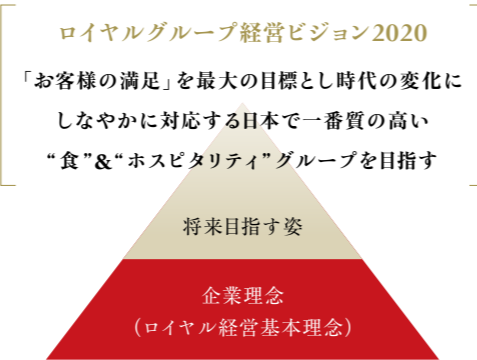 ロイヤルグループ経営ビジョン2020
「お客様の満足」を最大の目標とし時代の変化に
しなやかに対応する日本で一番質の高い
“食”&“ホスピタリティ”グループを目指す
将来目指す姿
企業理念
（ロイヤル経営基本理念）